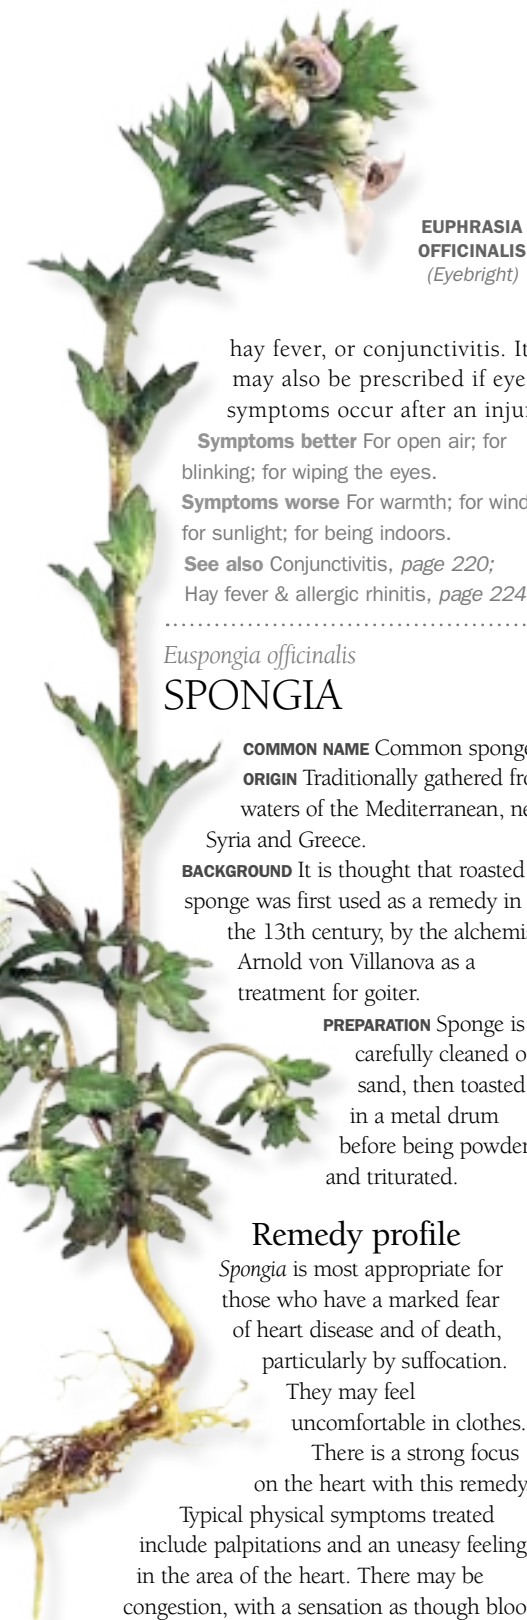 EUPHRASIA
OFFICINALIS
(Eyebright)
hay fever, or conjunctivitis. It
may also be prescribed if eye
symptoms occur after an
Symptoms better For open air; for
blinking; for wiping the eyes.
Symptoms worse For warmth; for wind
for sunlight; for being indoors.
See also Conjunctivitis, page 220;
Hay fever & allergic rhinitis, page 224
Euspongia officinalis
SPONGIA
COMMON NAME Common sponge
ORIGIN Traditionally gathered
waters of the Mediterranean,
Syria and Greece.
BACKGROUND It is thought that roasted
sponge was first used as a remedy in
the 13th century, by the
Arnold von Villanova as a
treatment for goiter.
PREPARATION Sponge is
carefully cleaned
sand, then toasted
in a metal drum
before being
and triturated.
Remedy profile
Spongia is most appropriate for
those who have a marked fear
of heart disease and of death,
particularly by suffocation.
They may feel
uncomfortable in clothes.
There is a strong focus
on the heart with this remedy
Typical physical symptoms treated
include palpitations and an uneasy feeling
in the area of the heart. There may be
congestion, with a sensation as though